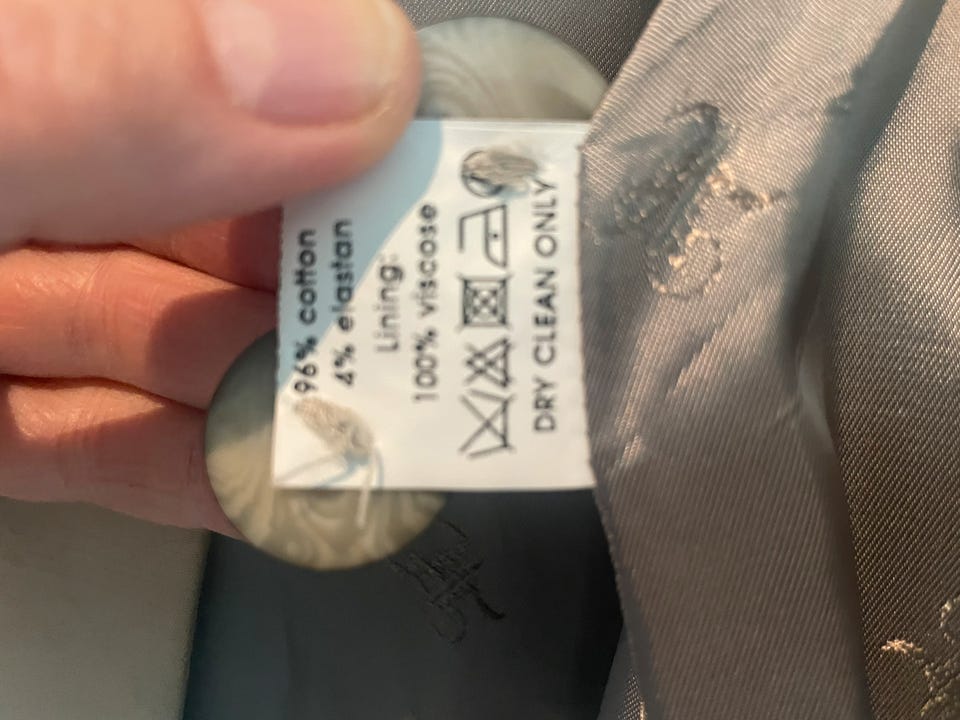 96% cotton
4% elastan
Lining:
100% viscose
DRY CLEAN ONLY